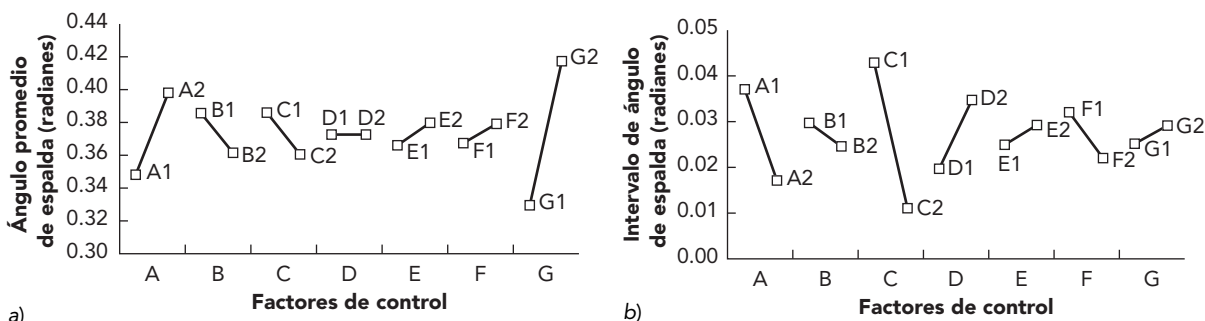 Ángulo promedio
de espalda (radianes)
0.44
0.42
0.40
0.38
0.36
0.34
0.32
0.30
A1
A2
B1
B2
C1
C2
D1 D2
E1
E2
F1
F2
G1
G2
A B C D E F G
Factores de control
a)
Intervalo de ángulo
de espalda (radianes)
0.05
0.04
0.03
0.02
0.01
0.00
A1
A2
B1
B2
C1
C2
D1
D2
E1
E2
F1
F2
G1
G2
A B C D E F G
Factores de control
b)